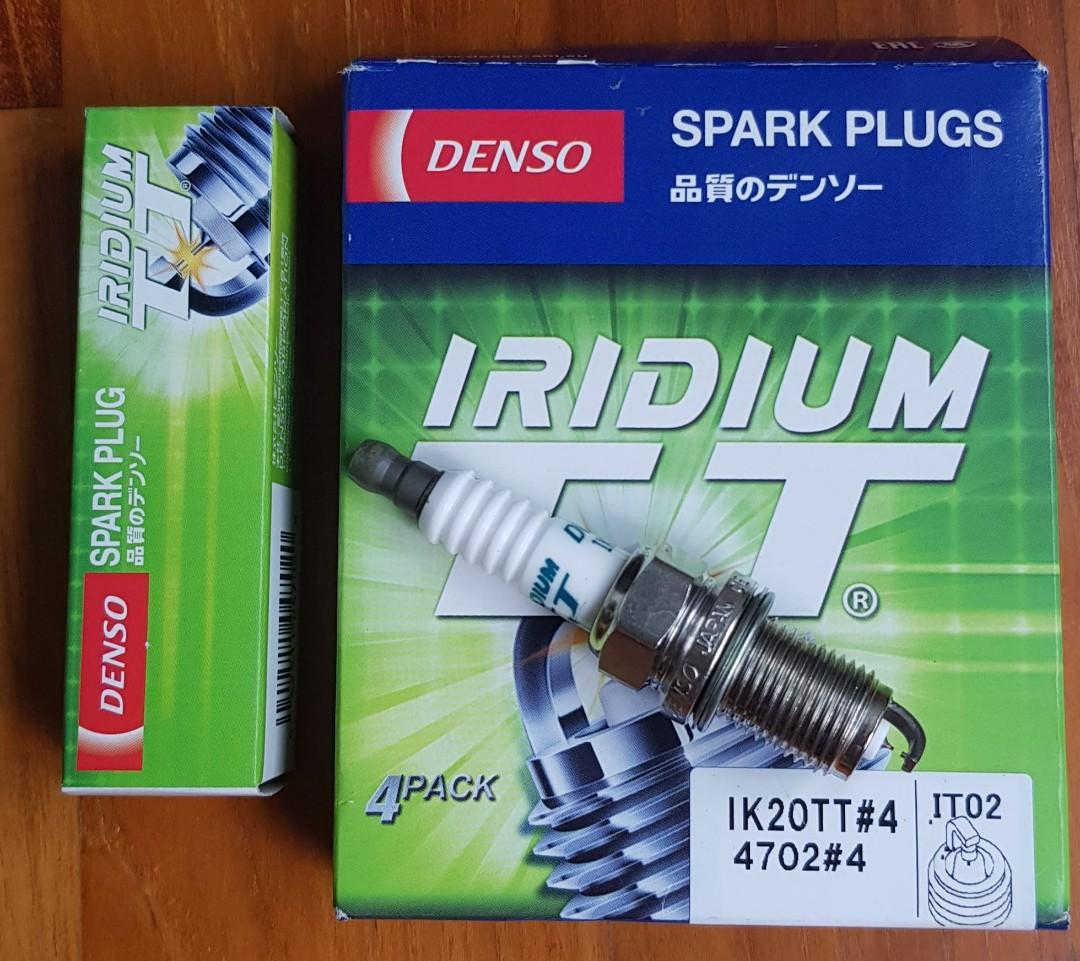 IRIDIUM
TT®
SPARK PLUG
品質のデンソー
DENSO
DENSO
SPARK PLUGS
品質のデンソー
IRIDIUM
TT®
JAPAN
4PACK
IK20TT#4
4702#4
IT02